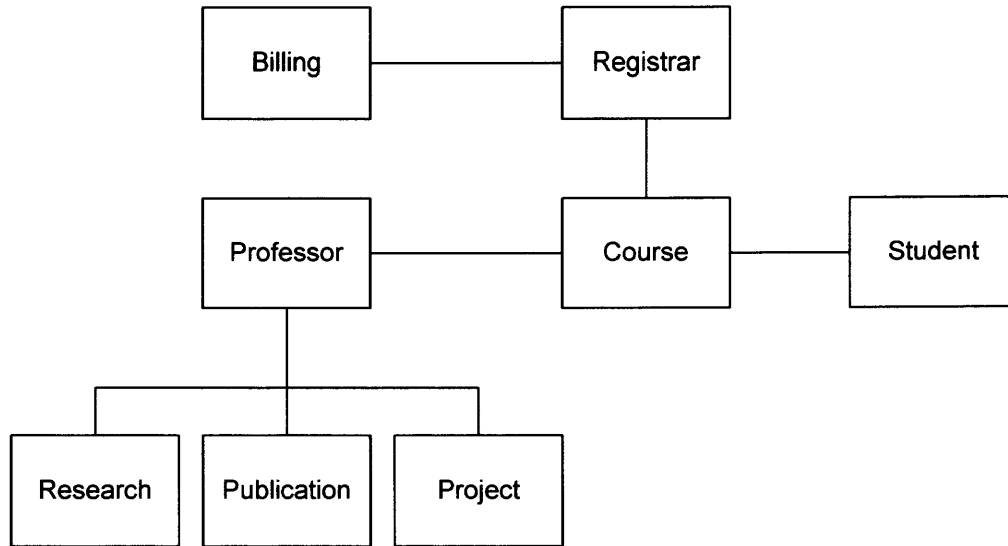 Billing
Registrar
Professor
Course
Student
Research
Publication
Project